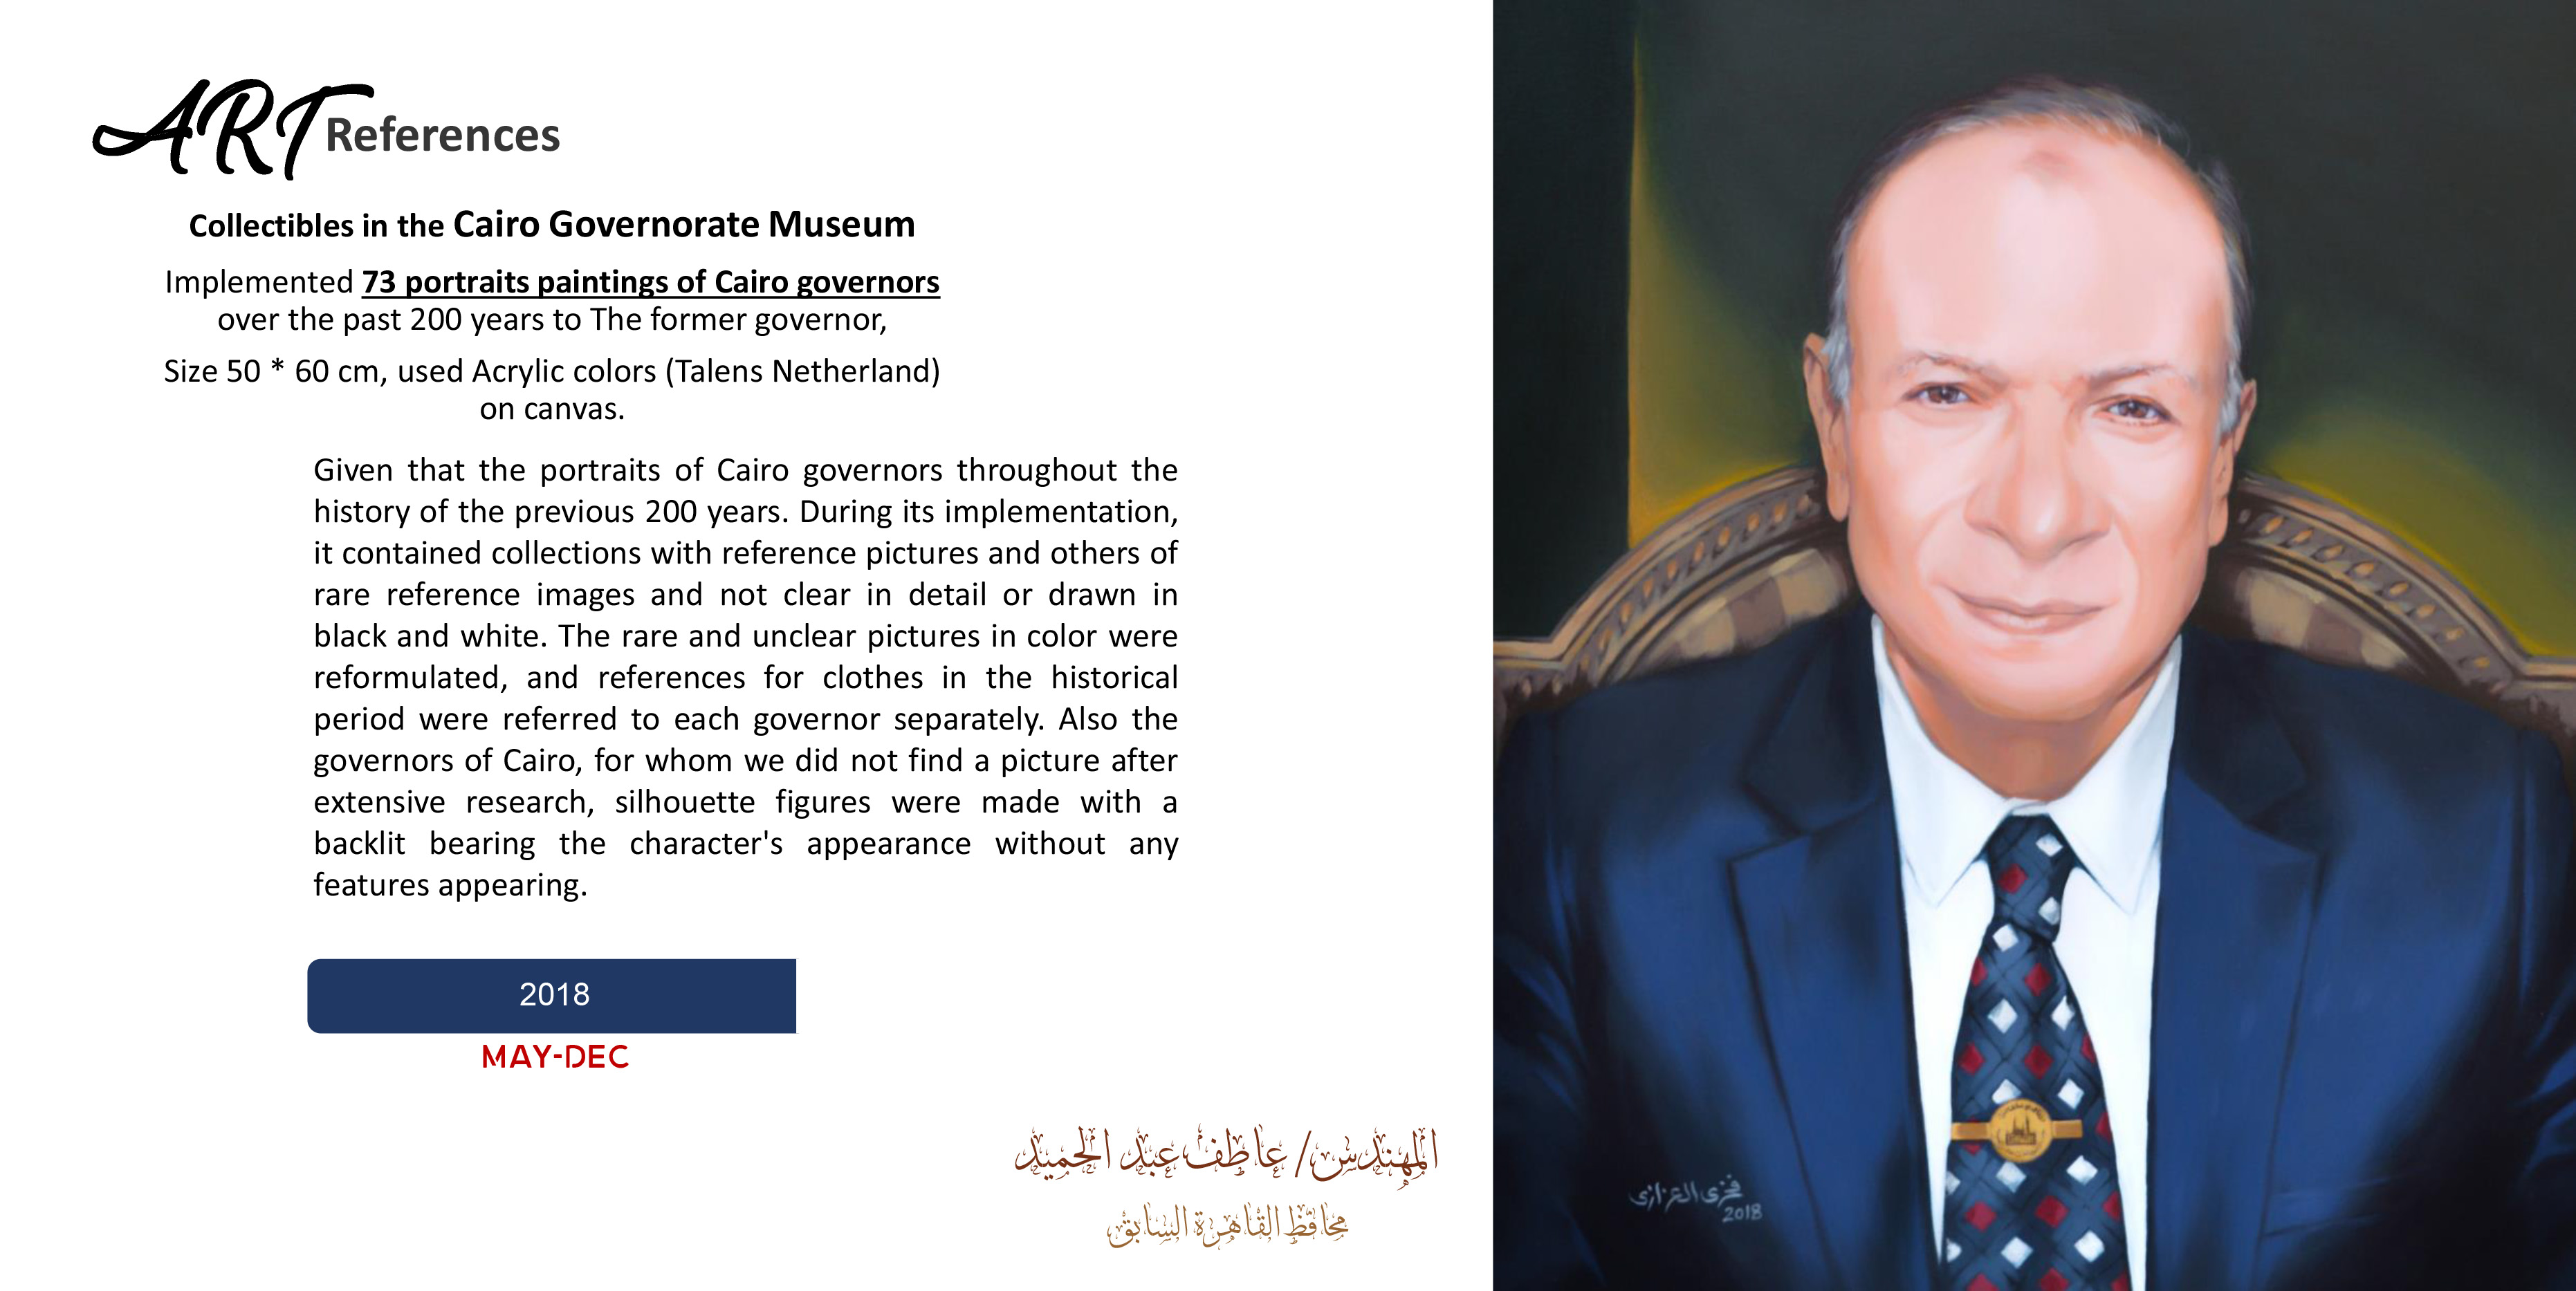 ART References
Collectibles in the Cairo Governorate Museum
Implemented 73 portraits paintings of Cairo governors
over the past 200 years to The former governor,
Size 50 * 60 cm, used Acrylic colors (Talens Netherland)
on canvas.
Given that the portraits of Cairo governors throughout the
history of the previous 200 years. During its implementation,
it contained collections with reference pictures and others of
rare reference images and not clear in detail or drawn in
black and white. The rare and unclear pictures in color were
reformulated, and references for clothes in the historical
period were referred to each governor separately. Also the
governors of Cairo, for whom we did not find a picture after
extensive research, silhouette figures were made with a
backlit bearing the character's appearance without any
features appearing.
2018
MAY-DEC
المهندس/ عاطف عبد الحميد
محافظ القاهرة السابق
فخرى العزازى
2018